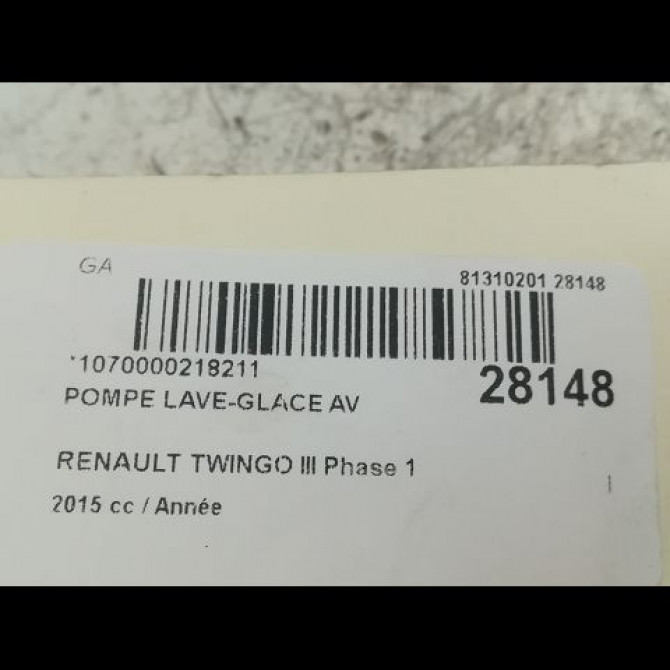 GA
81310201 28148
*1070000218211
28148
POMPE LAVE-GLACE AV
RENAULT TWINGO III Phase 1
2015 cc / Année